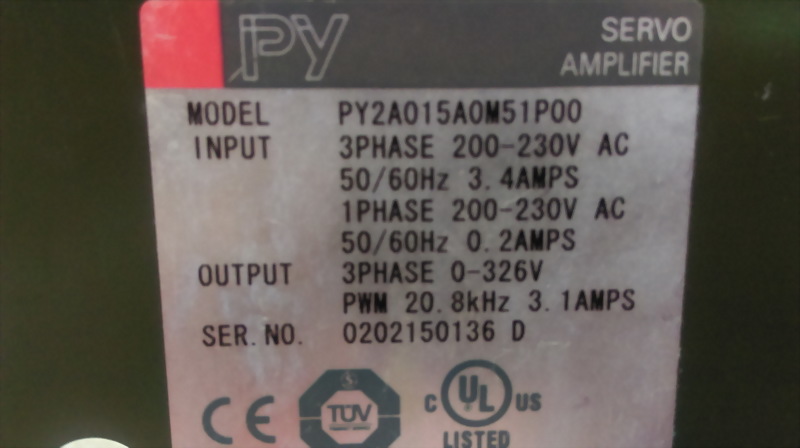 PY
SERVO
AMPLIFIER
MODEL PY2A015A0M51P00
INPUT 3PHASE 200-230V AC
50/60Hz 3.4AMPS
1PHASE 200-230V AC
50/60Hz 0.2AMPS
OUTPUT 3PHASE 0-326V
PWM 20.8kHz 3.1AMPS
SER.NO. 0202150136 D
CE TÜV C UL US
LISTED